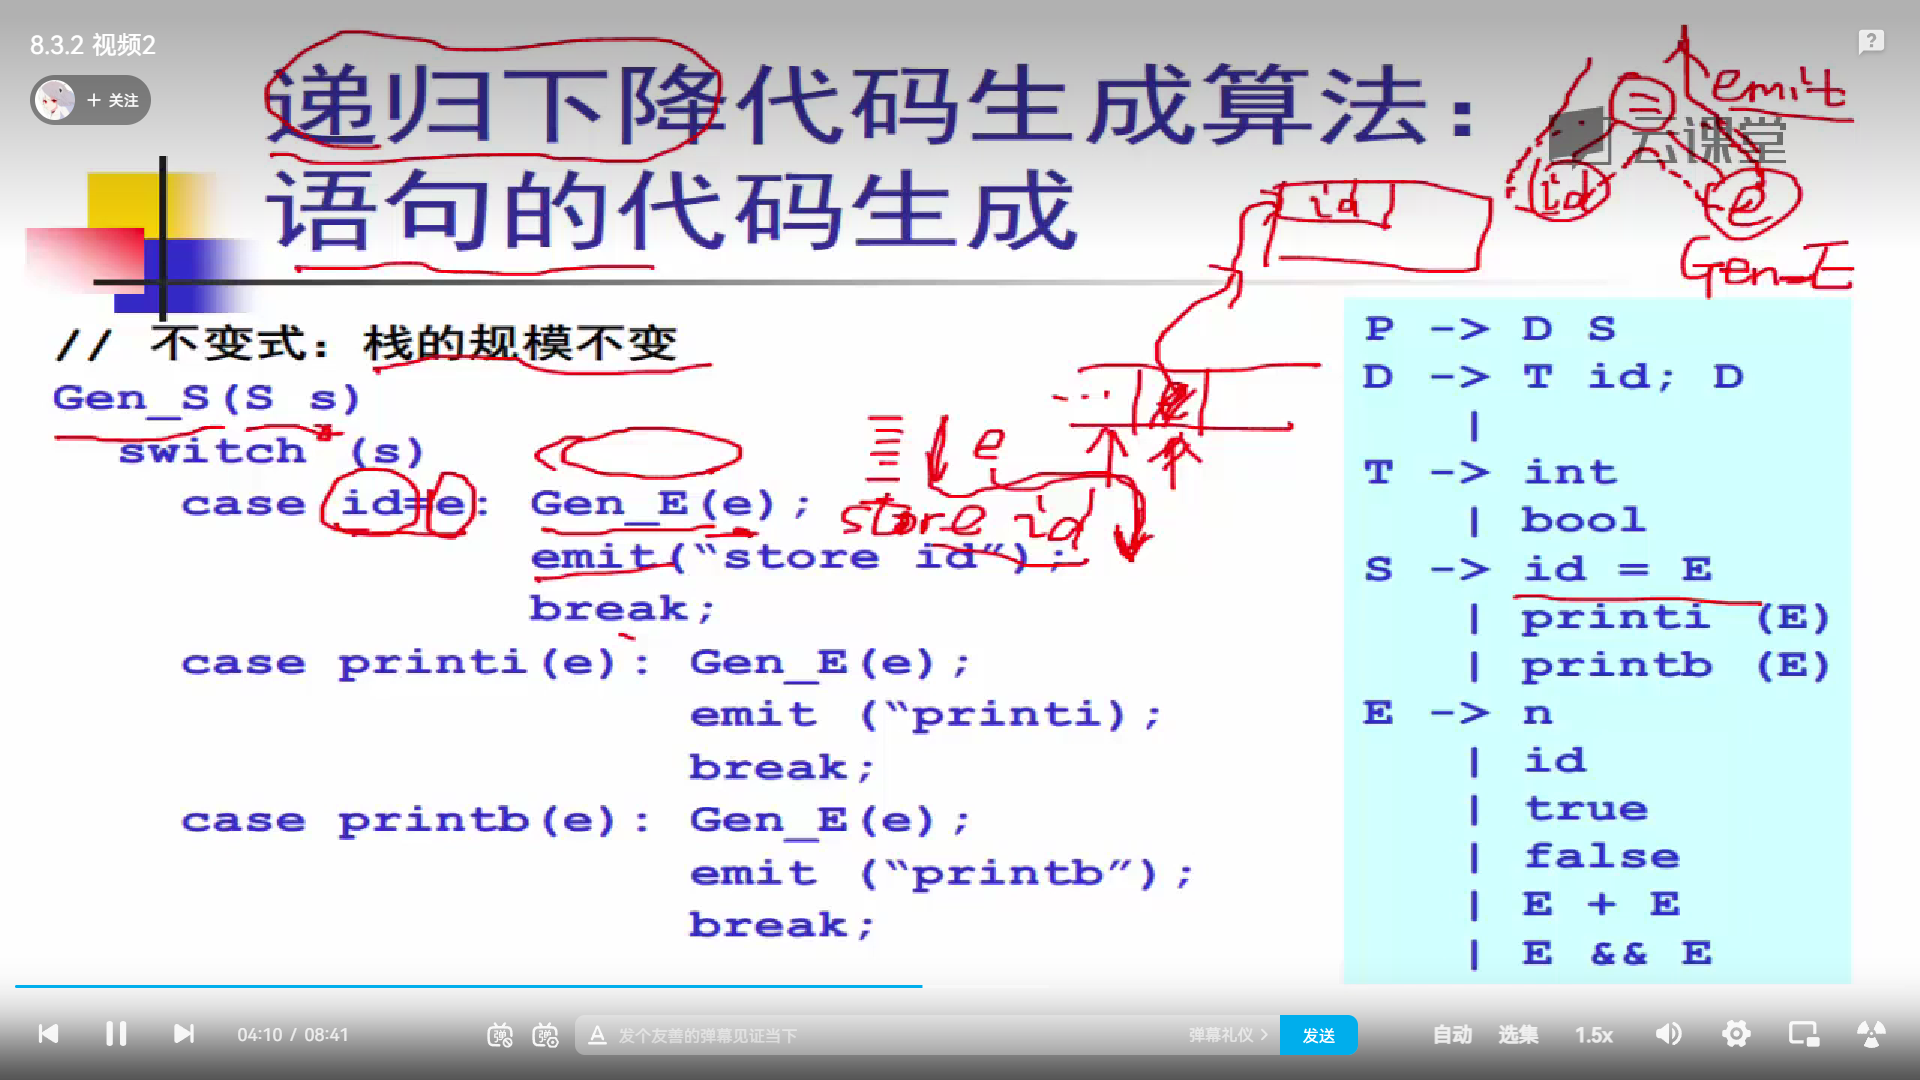 8.3.2 视频2
+ 关注
递归下降代码生成算法：
语句的代码生成
云课堂
emit
id
=
id
e
Gen_E
// 不变式：栈的规模不变
Gen_S(S s)
switch (s)
case id=e: Gen_E(e);
emit(“store id”);
break;
case printi(e): Gen_E(e);
emit (“printi);
break;
case printb(e): Gen_E(e);
emit (“printb”);
break;
e
store id
P -> D S
D -> T id; D
|
T -> int
| bool
S -> id = E
| printi (E)
| printb (E)
E -> n
| id
| true
| false
| E + E
| E && E
04:10 / 08:41
发个友善的弹幕见证当下
弹幕礼仪 >
发送
自动
选集
1.5x